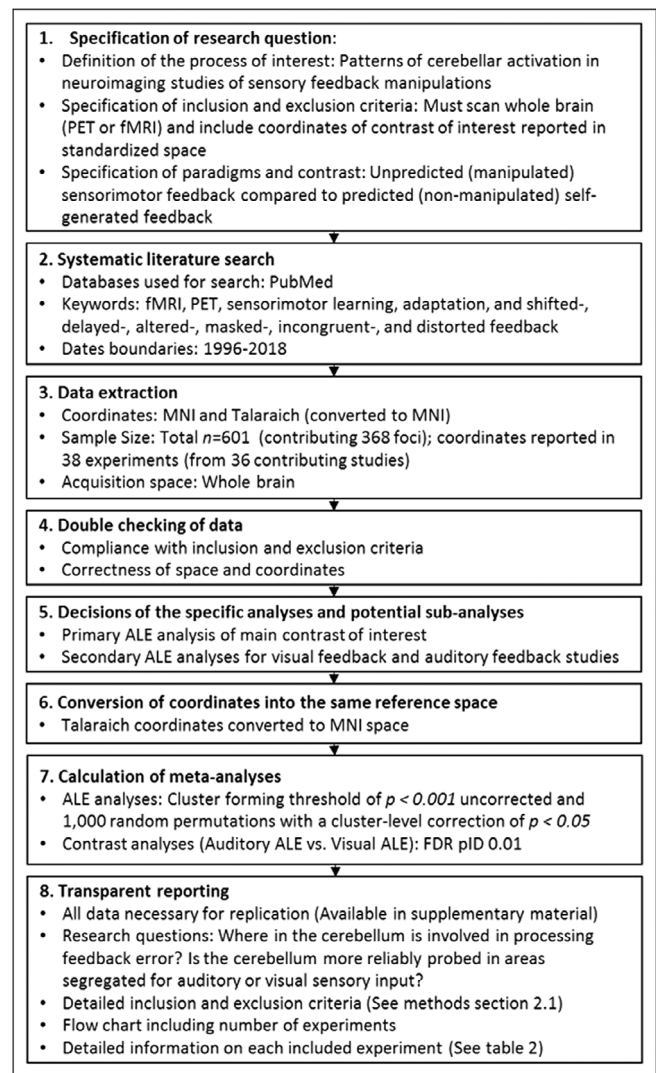 1. Specification of research question:
• Definition of the process of interest: Patterns of cerebellar activation in
neuroimaging studies of sensory feedback manipulations
• Specification of inclusion and exclusion criteria: Must scan whole brain
(PET or fMRI) and include coordinates of contrast of interest reported in
standardized space
• Specification of paradigms and contrast: Unpredicted (manipulated)
sensorimotor feedback compared to predicted (non-manipulated) self-
generated feedback
2. Systematic literature search
• Databases used for search: PubMed
• Keywords: fMRI, PET, sensorimotor learning, adaptation, and shifted-,
delayed-, altered-, masked-, incongruent-, and distorted feedback
• Dates boundaries: 1996-2018
3. Data extraction
• Coordinates: MNI and Talaraich (converted to MNI)
• Sample Size: Total n=601 (contributing 368 foci); coordinates reported in
38 experiments (from 36 contributing studies)
• Acquisition space: Whole brain
4. Double checking of data
• Compliance with inclusion and exclusion criteria
• Correctness of space and coordinates
5. Decisions of the specific analyses and potential sub-analyses
• Primary ALE analysis of main contrast of interest
• Secondary ALE analyses for visual feedback and auditory feedback studies
6. Conversion of coordinates into the same reference space
• Talaraich coordinates converted to MNI space
7. Calculation of meta-analyses
• ALE analyses: Cluster forming threshold of p < 0.001 uncorrected and
1,000 random permutations with a cluster-level correction of p < 0.05
• Contrast analyses (Auditory ALE vs. Visual ALE): FDR pID 0.01
8. Transparent reporting
• All data necessary for replication (Available in supplementary material)
• Research questions: Where in the cerebellum is involved in processing
feedback error? Is the cerebellum more reliably probed in areas
segregated for auditory or visual sensory input?
• Detailed inclusion and exclusion criteria (See methods section 2.1)
• Flow chart including number of experiments
• Detailed information on each included experiment (See table 2)